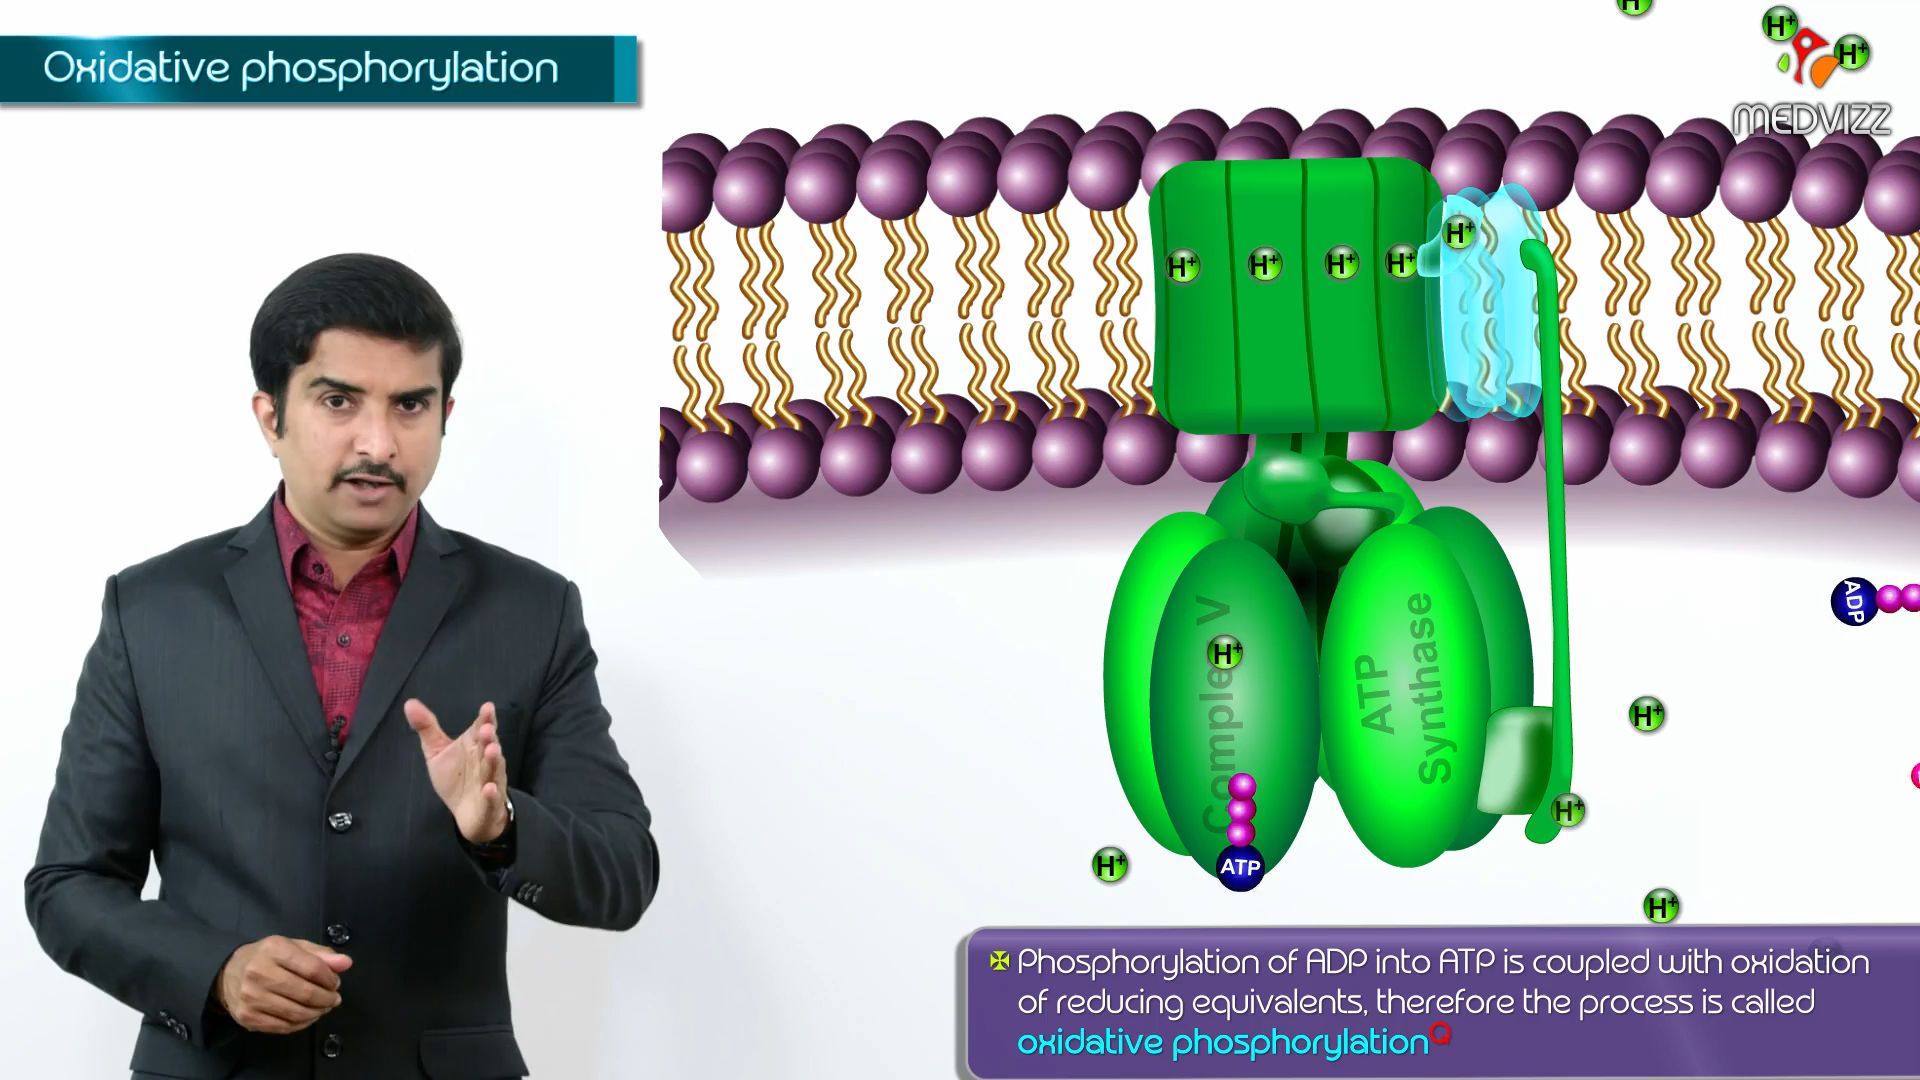 Oxidative phosphorylation
H⁺
H⁺
H⁺
MEDVIZZ
H⁺
H⁺
H⁺
H⁺
H⁺
ADP
Complex V
H⁺
ATP
Synthase
H⁺
H⁺
H⁺
ATP
H⁺
Phosphorylation of ADP into ATP is coupled with oxidation
of reducing equivalents, therefore the process is called
oxidative phosphorylationQ